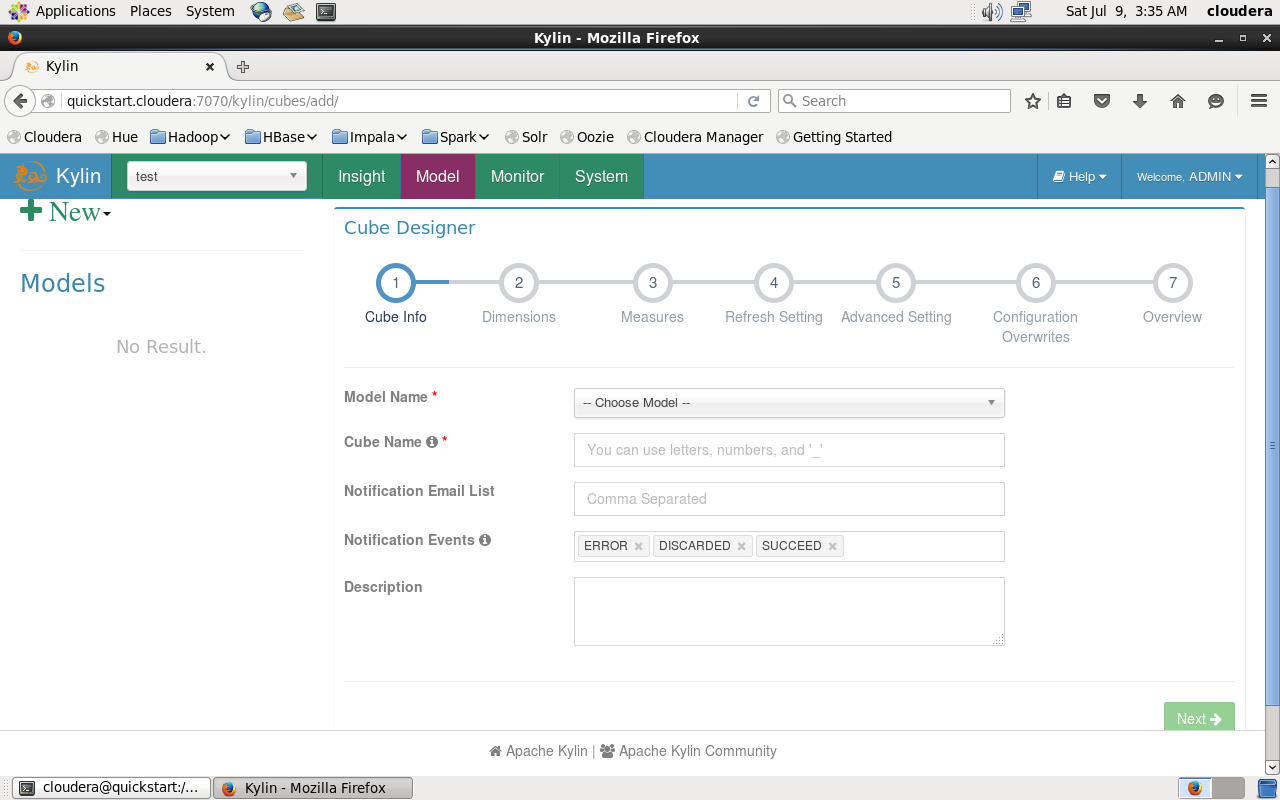 Applications Places System Sat Jul 9, 3:35 AM cloudera
Kylin - Mozilla Firefox
Kylin
quickstart.cloudera:7070/kylin/cubes/add/ Search
Cloudera Hue Hadoop HBase Impala Spark Solr Oozie Cloudera Manager Getting Started
Kylin test Insight Model Monitor System Help Welcome, ADMIN
New
Models
No Result.
Cube Designer
1 2 3 4 5 6 7
Cube Info Dimensions Measures Refresh Setting Advanced Setting Configuration Overwrites Overview
Model Name * -- Choose Model --
Cube Name * You can use letters, numbers, and '_'
Notification Email List Comma Separated
Notification Events ERROR DISCARDED SUCCEED
Description
Next
Apache Kylin | Apache Kylin Community
cloudera@quickstart:/... Kylin - Mozilla Firefox